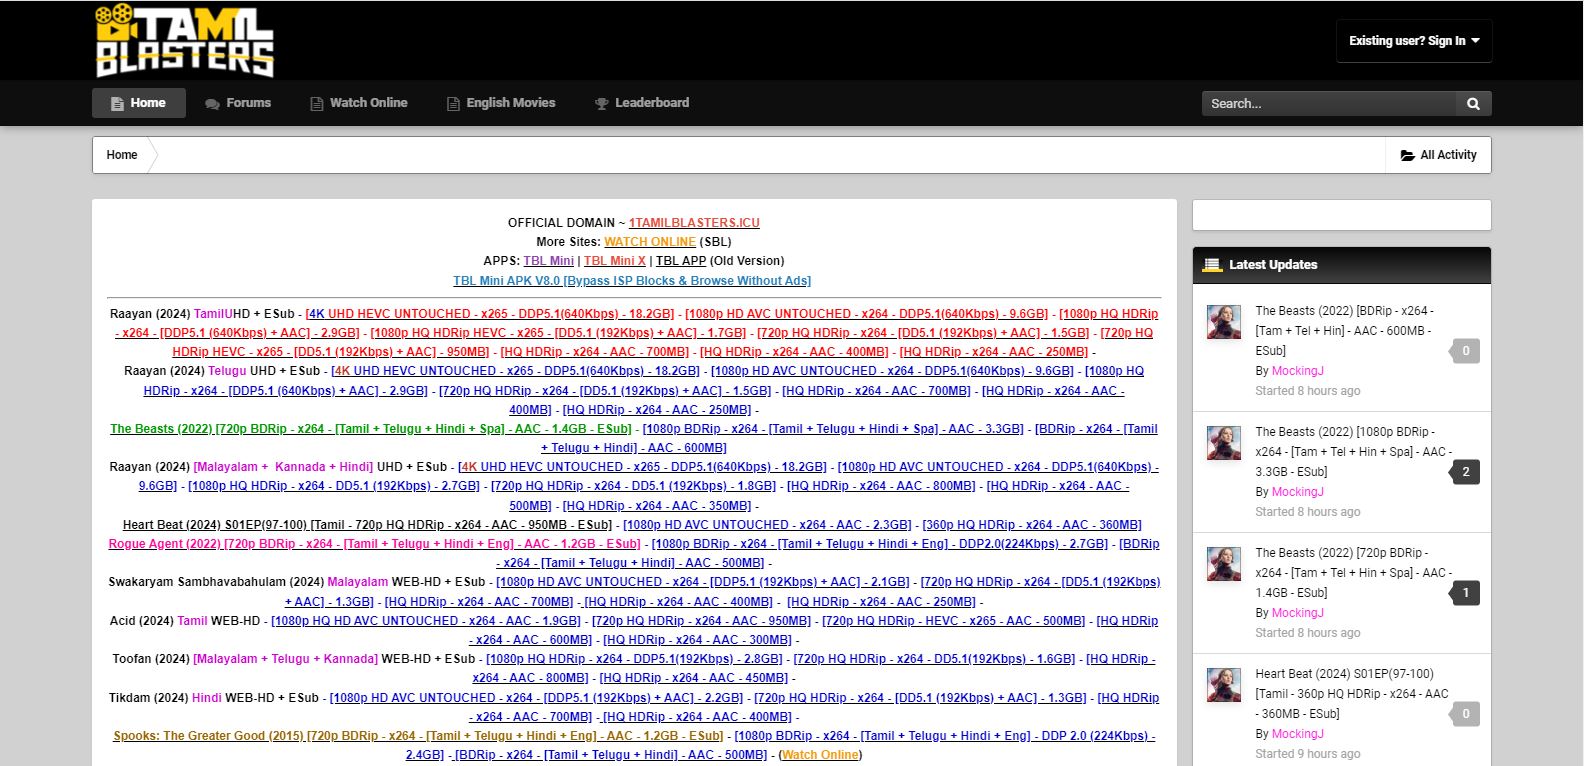 TAMIL
BLASTERS
Existing user? Sign In
Home
Forums
Watch Online
English Movies
Leaderboard
Search...
Home
All Activity
OFFICIAL DOMAIN ~ 1TAMILBLASTERS.ICU
More Sites: WATCH ONLINE (SBL)
APPS: TBL Mini | TBL Mini X | TBL APP (Old Version)
TBL Mini APK V8.0 [Bypass ISP Blocks & Browse Without Ads]
Raayan (2024) TamilUHD + ESub - [4K UHD HEVC UNTOUCHED - x265 - DDP5.1(640Kbps) - 18.2GB] - [1080p HD AVC UNTOUCHED - x264 - DDP5.1(640Kbps) - 9.6GB] - [1080p HQ HDRip
- x264 - [DDP5.1 (640Kbps) + AAC] - 2.9GB] - [1080p HQ HDRip HEVC - x265 - [DD5.1 (192Kbps) + AAC] - 1.7GB] - [720p HQ HDRip - x264 - [DD5.1 (192Kbps) + AAC] - 1.5GB] - [720p HQ
HDRip HEVC - x265 - [DD5.1 (192Kbps) + AAC] - 950MB] - [HQ HDRip - x264 - AAC - 700MB] - [HQ HDRip - x264 - AAC - 400MB] - [HQ HDRip - x264 - AAC - 250MB] -
Raayan (2024) Telugu UHD + ESub - [4K UHD HEVC UNTOUCHED - x265 - DDP5.1(640Kbps) - 18.2GB] - [1080p HD AVC UNTOUCHED - x264 - DDP5.1(640Kbps) - 9.6GB] - [1080p HQ
HDRip - x264 - [DDP5.1 (640Kbps) + AAC] - 2.9GB] - [720p HQ HDRip - x264 - [DD5.1 (192Kbps) + AAC] - 1.5GB] - [HQ HDRip - x264 - AAC - 700MB] - [HQ HDRip - x264 - AAC -
400MB] - [HQ HDRip - x264 - AAC - 250MB] -
The Beasts (2022) [720p BDRip - x264 - [Tamil + Telugu + Hindi + Spa] - AAC - 1.4GB - ESub] - [1080p BDRip - x264 - [Tamil + Telugu + Hindi + Spa] - AAC - 3.3GB] - [BDRip - x264 - [Tamil
+ Telugu + Hindi] - AAC - 600MB]
Raayan (2024) [Malayalam + Kannada + Hindi] UHD + ESub - [4K UHD HEVC UNTOUCHED - x265 - DDP5.1(640Kbps) - 18.2GB] - [1080p HD AVC UNTOUCHED - x264 - DDP5.1(640Kbps) -
9.6GB] - [1080p HQ HDRip - x264 - DD5.1 (192Kbps) - 2.7GB] - [720p HQ HDRip - x264 - DD5.1 (192Kbps) - 1.8GB] - [HQ HDRip - x264 - AAC - 800MB] - [HQ HDRip - x264 - AAC -
500MB] - [HQ HDRip - x264 - AAC - 350MB] -
Heart Beat (2024) S01EP(97-100) [Tamil - 720p HQ HDRip - x264 - AAC - 950MB - ESub] - [1080p HD AVC UNTOUCHED - x264 - AAC - 2.3GB] - [360p HQ HDRip - x264 - AAC - 360MB]
Rogue Agent (2022) [720p BDRip - x264 - [Tamil + Telugu + Hindi + Eng] - AAC - 1.2GB - ESub] - [1080p BDRip - x264 - [Tamil + Telugu + Hindi + Eng] - DDP2.0(224Kbps) - 2.7GB] - [BDRip
- x264 - [Tamil + Telugu + Hindi] - AAC - 500MB] -
Swakaryam Sambhavabahulam (2024) Malayalam WEB-HD + ESub - [1080p HD AVC UNTOUCHED - x264 - [DDP5.1 (192Kbps) + AAC] - 2.1GB] - [720p HQ HDRip - x264 - [DD5.1 (192Kbps)
+ AAC] - 1.3GB] - [HQ HDRip - x264 - AAC - 700MB] - [HQ HDRip - x264 - AAC - 400MB] - [HQ HDRip - x264 - AAC - 250MB] -
Acid (2024) Tamil WEB-HD - [1080p HQ HD AVC UNTOUCHED - x264 - AAC - 1.9GB] - [720p HQ HDRip - x264 - AAC - 950MB] - [720p HQ HDRip - HEVC - x265 - AAC - 500MB] - [HQ HDRip
- x264 - AAC - 600MB] - [HQ HDRip - x264 - AAC - 300MB] -
Toofan (2024) [Malayalam + Telugu + Kannada] WEB-HD + ESub - [1080p HQ HDRip - x264 - DDP5.1(192Kbps) - 2.8GB] - [720p HQ HDRip - x264 - DD5.1(192Kbps) - 1.6GB] - [HQ HDRip -
x264 - AAC - 800MB] - [HQ HDRip - x264 - AAC - 450MB] -
Tikdam (2024) Hindi WEB-HD + ESub - [1080p HD AVC UNTOUCHED - x264 - [DDP5.1 (192Kbps) + AAC] - 2.2GB] - [720p HQ HDRip - x264 - [DD5.1 (192Kbps) + AAC] - 1.3GB] - [HQ HDRip
- x264 - AAC - 700MB] - [HQ HDRip - x264 - AAC - 400MB] -
Spooks: The Greater Good (2015) [720p BDRip - x264 - [Tamil + Telugu + Hindi + Eng] - AAC - 1.2GB - ESub] - [1080p BDRip - x264 - [Tamil + Telugu + Hindi + Eng] - DDP 2.0 (224Kbps) -
2.4GB] - [BDRip - x264 - [Tamil + Telugu + Hindi] - AAC - 500MB] - (Watch Online)
Latest Updates
The Beasts (2022) [BDRip - x264 -
[Tam + Tel + Hin] - AAC - 600MB -
ESub]
0
By MockingJ
Started 8 hours ago
The Beasts (2022) [1080p BDRip -
x264 - [Tam + Tel + Hin + Spa] - AAC -
3.3GB - ESub]
2
By MockingJ
Started 8 hours ago
The Beasts (2022) [720p BDRip -
x264 - [Tam + Tel + Hin + Spa] - AAC -
1.4GB - ESub]
1
By MockingJ
Started 8 hours ago
Heart Beat (2024) S01EP(97-100)
[Tamil - 360p HQ HDRip - x264 - AAC
- 360MB - ESub]
0
By MockingJ
Started 9 hours ago